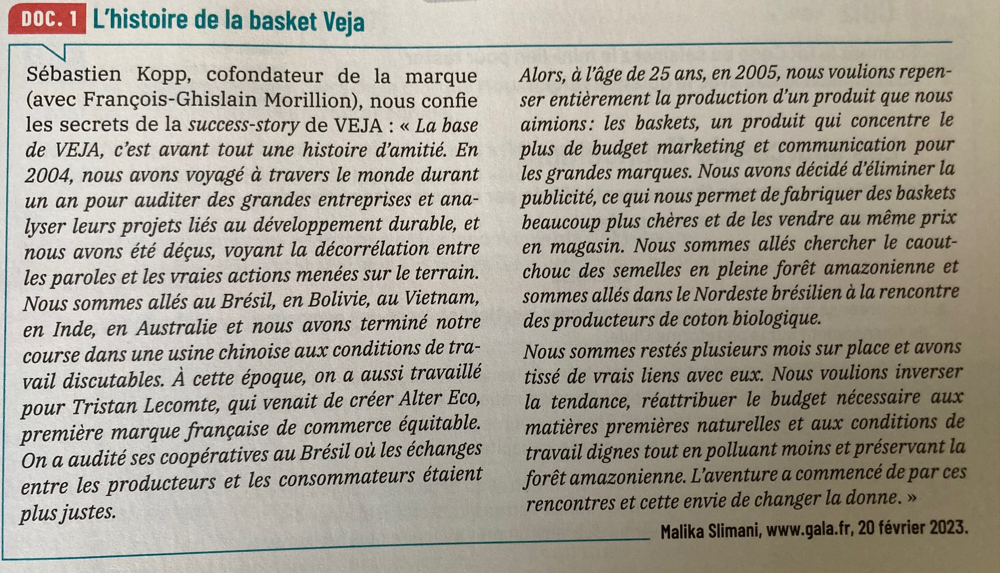 DOC. 1 L'histoire de la basket Veja
Sébastien Kopp, cofondateur de la marque
(avec François-Ghislain Morillion), nous confie
les secrets de la success-story de VEJA : « La base
de VEJA, c'est avant tout une histoire d'amitié. En
2004, nous avons voyagé à travers le monde durant
un an pour auditer des grandes entreprises et ana-
lyser leurs projets liés au développement durable, et
nous avons été déçus, voyant la décorrélation entre
les paroles et les vraies actions menées sur le terrain.
Nous sommes allés au Brésil, en Bolivie, au Vietnam,
en Inde, en Australie et nous avons terminé notre
course dans une usine chinoise aux conditions de tra-
vail discutables. À cette époque, on a aussi travaillé
pour Tristan Lecomte, qui venait de créer Alter Eco,
première marque française de commerce équitable.
On a audité ses coopératives au Brésil où les échanges
entre les producteurs et les consommateurs étaient
plus justes.
Alors, à l'âge de 25 ans, en 2005, nous voulions repen-
ser entièrement la production d'un produit que nous
aimions : les baskets, un produit qui concentre le
plus de budget marketing et communication pour
les grandes marques. Nous avons décidé d'éliminer la
publicité, ce qui nous permet de fabriquer des baskets
beaucoup plus chères et de les vendre au même prix
en magasin. Nous sommes allés chercher le caout-
chouc des semelles en pleine forêt amazonienne et
sommes allés dans le Nordeste brésilien à la rencontre
des producteurs de coton biologique.
Nous sommes restés plusieurs mois sur place et avons
tissé de vrais liens avec eux. Nous voulions inverser
la tendance, réattribuer le budget nécessaire aux
matières premières naturelles et aux conditions de
travail dignes tout en polluant moins et préservant la
forêt amazonienne. L'aventure a commencé de par ces
rencontres et cette envie de changer la donne. »
Malika Slimani, www.gala.fr, 20 février 2023.